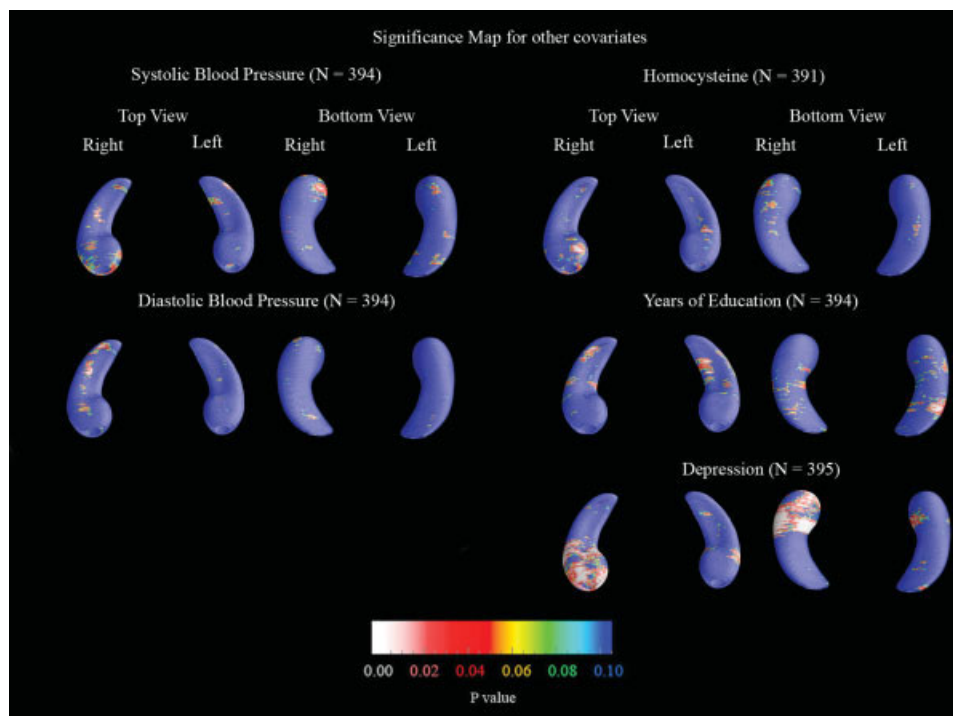 Significance Map for other covariates
Systolic Blood Pressure (N = 394)
Top View Bottom View
Right Left Right Left
Homocysteine (N = 391)
Top View Bottom View
Right Left Right Left
Diastolic Blood Pressure (N = 394)
Years of Education (N = 394)
Depression (N = 395)
0.00 0.02 0.04 0.06 0.08 0.10
P value